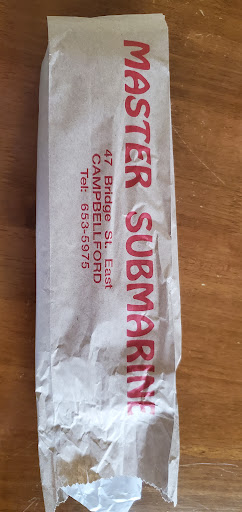 MASTER SUBMARINE
47 Bridge St. East
CAMPBELLFORD
Tel: 653-5975